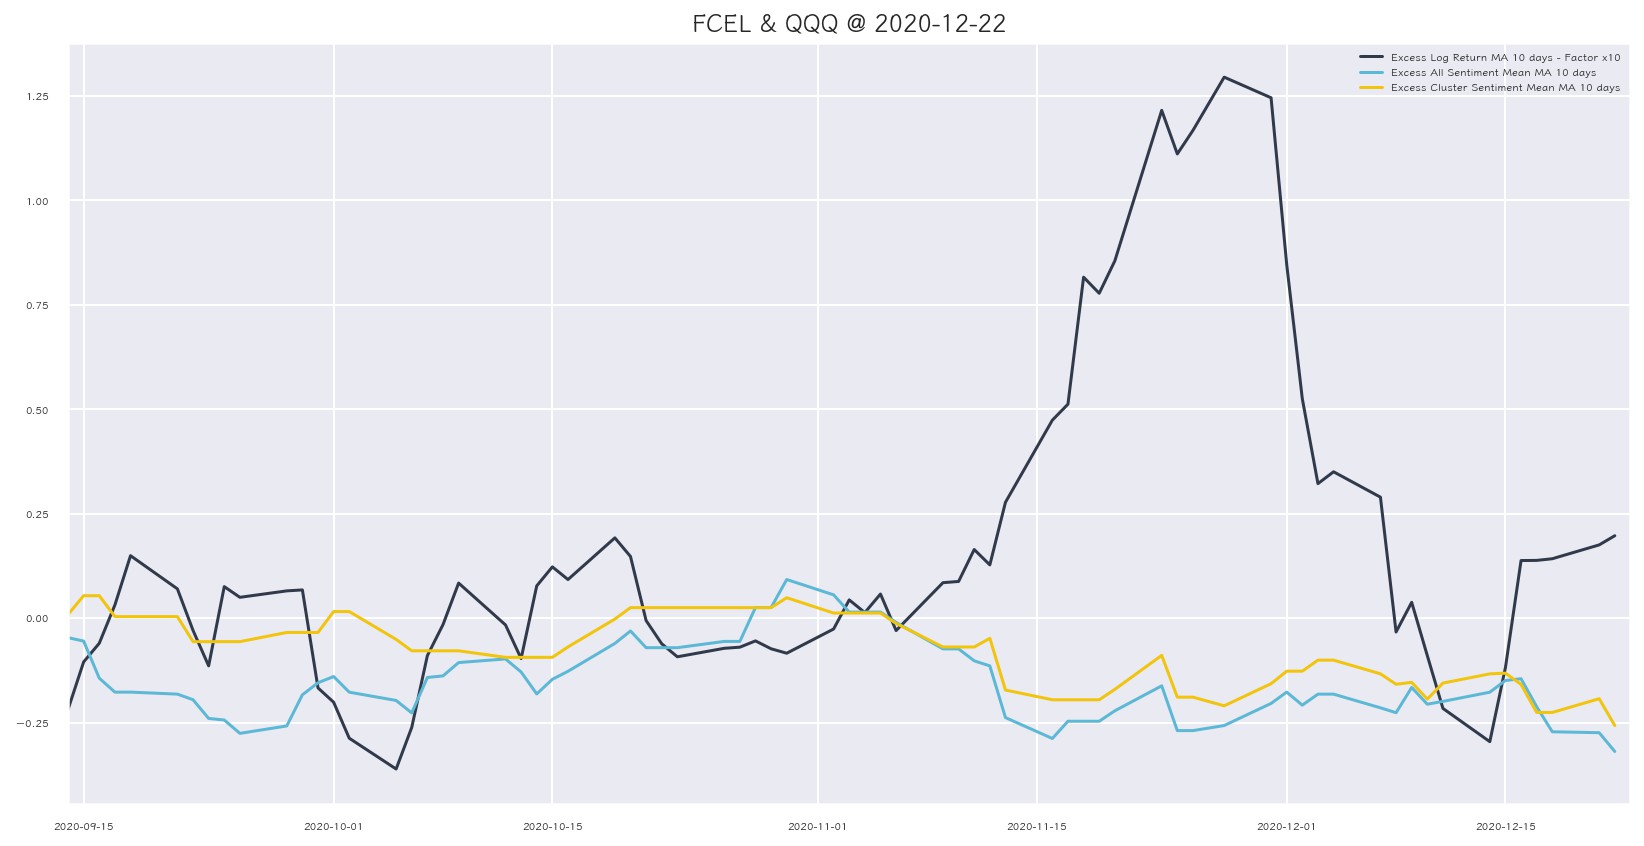 FCEL & QQQ @ 2020-12-22
Excess Log Return MA 10 days - Factor x10
Excess All Sentiment Mean MA 10 days
Excess Cluster Sentiment Mean MA 10 days
1.25
1.00
0.75
0.50
0.25
0.00
−0.25
2020-09-15 2020-10-01 2020-10-15 2020-11-01 2020-11-15 2020-12-01 2020-12-15